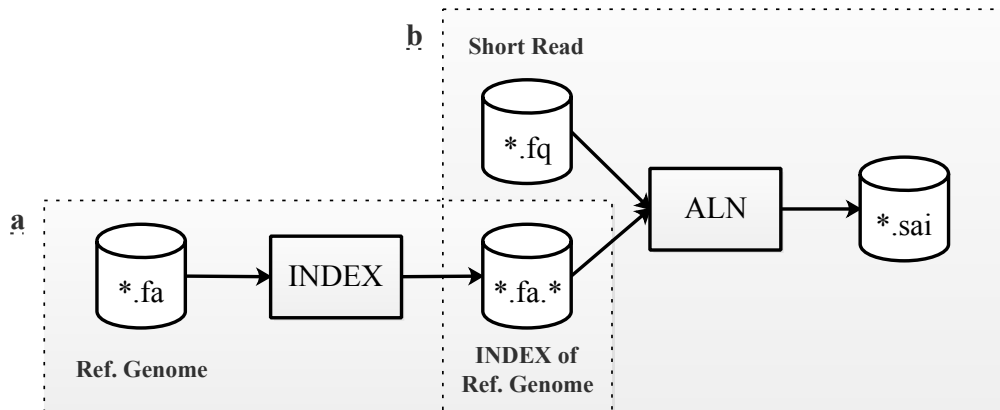 b
Short Read
*.fq
ALN
*.sai
a
*.fa
INDEX
*.fa.*
Ref. Genome
INDEX of
Ref. Genome